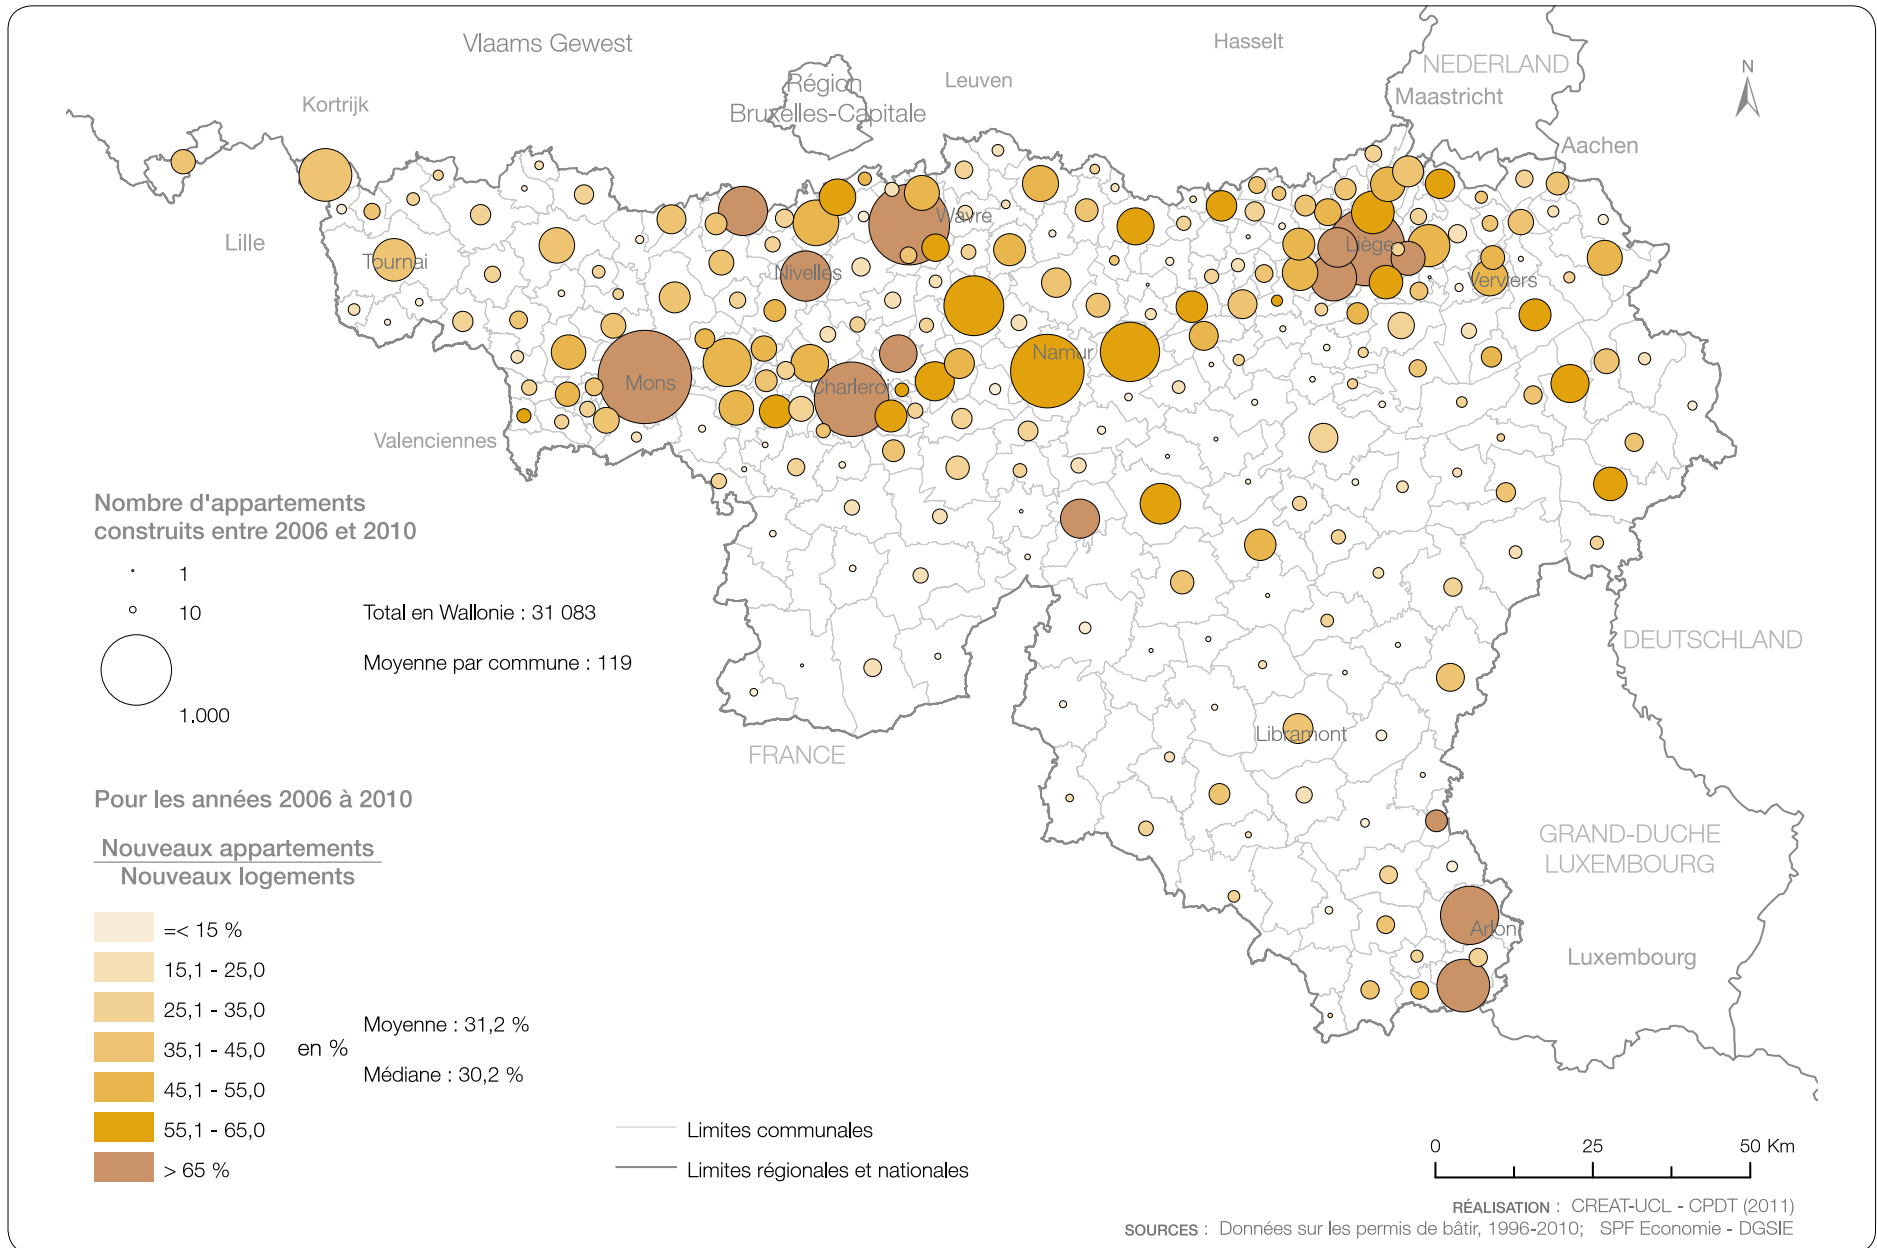 Vlaams Gewest
Hasselt
NEDERLAND
N
Kortrijk
Région
Bruxelles-Capitale
Leuven
Maastricht
Aachen
Lille
Wavre
Liège
Tournai
Nivelles
Verviers
Namur
Mons
Charleroi
Valenciennes
Nombre d'appartements
construits entre 2006 et 2010
1
10
1.000
Total en Wallonie : 31 083
Moyenne par commune : 119
DEUTSCHLAND
FRANCE
Libramont
GRAND-DUCHE
LUXEMBOURG
Arlon
Luxembourg
Pour les années 2006 à 2010
Nouveaux appartements
Nouveaux logements
=< 15 %
15,1 - 25,0
25,1 - 35,0
35,1 - 45,0
45,1 - 55,0
55,1 - 65,0
> 65 %
en %
Moyenne : 31,2 %
Médiane : 30,2 %
Limites communales
Limites régionales et nationales
0 25 50 Km
RÉALISATION : CREAT-UCL - CPDT (2011)
SOURCES : Données sur les permis de bâtir, 1996-2010; SPF Economie - DGSIE